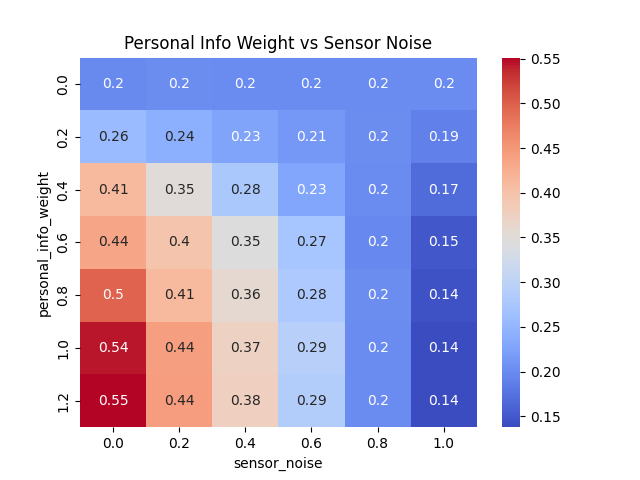 Personal Info Weight vs Sensor Noise
0.0 0.2 0.2 0.2 0.2 0.2 0.2
0.2 0.26 0.24 0.23 0.21 0.2 0.19
0.4 0.41 0.35 0.28 0.23 0.2 0.17
0.6 0.44 0.4 0.35 0.27 0.2 0.15
0.8 0.5 0.41 0.36 0.28 0.2 0.14
1.0 0.54 0.44 0.37 0.29 0.2 0.14
1.2 0.55 0.44 0.38 0.29 0.2 0.14
0.0 0.2 0.4 0.6 0.8 1.0
sensor_noise
personal_info_weight
0.55
0.50
0.45
0.40
0.35
0.30
0.25
0.20
0.15